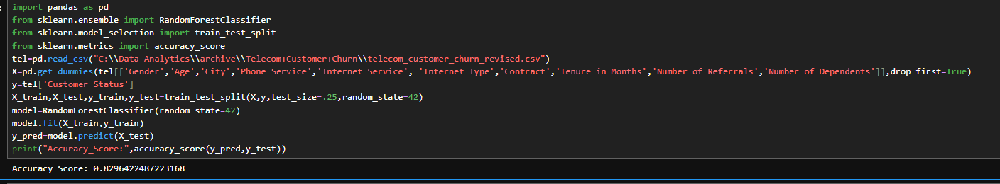 import pandas as pd
from sklearn.ensemble import RandomForestClassifier
from sklearn.model_selection import train_test_split
from sklearn.metrics import accuracy_score
tel=pd.read_csv("C:\\Data Analytics\\archive\\Telecom+Customer+Churn\\telecom_customer_churn_revised.csv")
X=pd.get_dummies(tel[['Gender','Age','City','Phone Service','Internet Service', 'Internet Type','Contract','Tenure in Months','Number of Referrals','Number of Dependents']],drop_first=True)
y=tel['Customer Status']
X_train,X_test,y_train,y_test=train_test_split(X,y,test_size=.25,random_state=42)
model=RandomForestClassifier(random_state=42)
model.fit(X_train,y_train)
y_pred=model.predict(X_test)
print("Accuracy_Score:",accuracy_score(y_pred,y_test))
Accuracy_Score: 0.8296422487223168